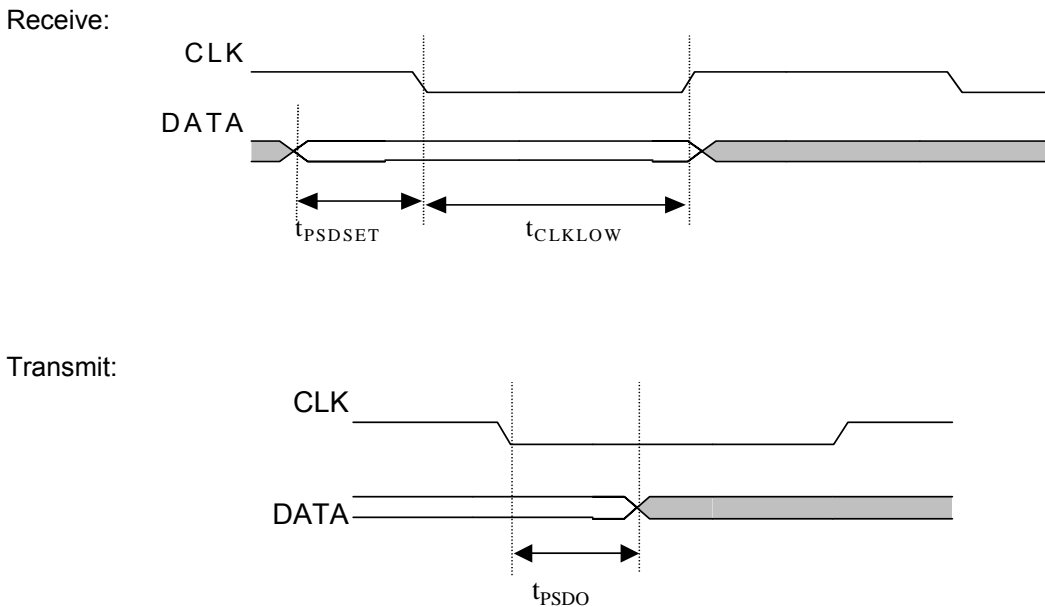 Receive:
CLK
DATA
tPSDSET
tCLKLOW
Transmit:
CLK
DATA
tPSDO